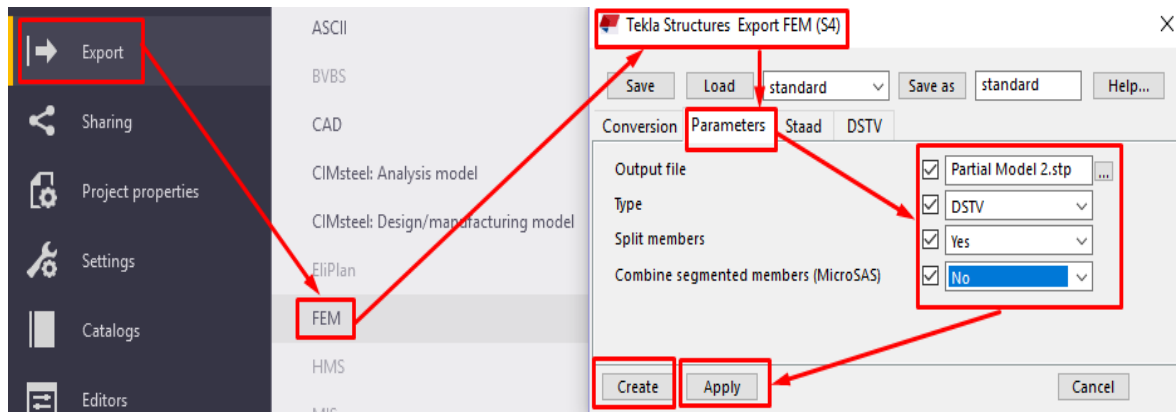 Export
Sharing
Project properties
Settings
Catalogs
Editors
ASCII
BVBS
CAD
CIMsteel: Analysis model
CIMsteel: Design/manufacturing model
EliPlan
FEM
HMS
Tekla Structures Export FEM (S4)
Save Load standard Save as standard Help...
Conversion Parameters Staad DSTV
Output file Partial Model 2.stp ...
Type DSTV
Split members Yes
Combine segmented members (MicroSAS) No
Create Apply Cancel